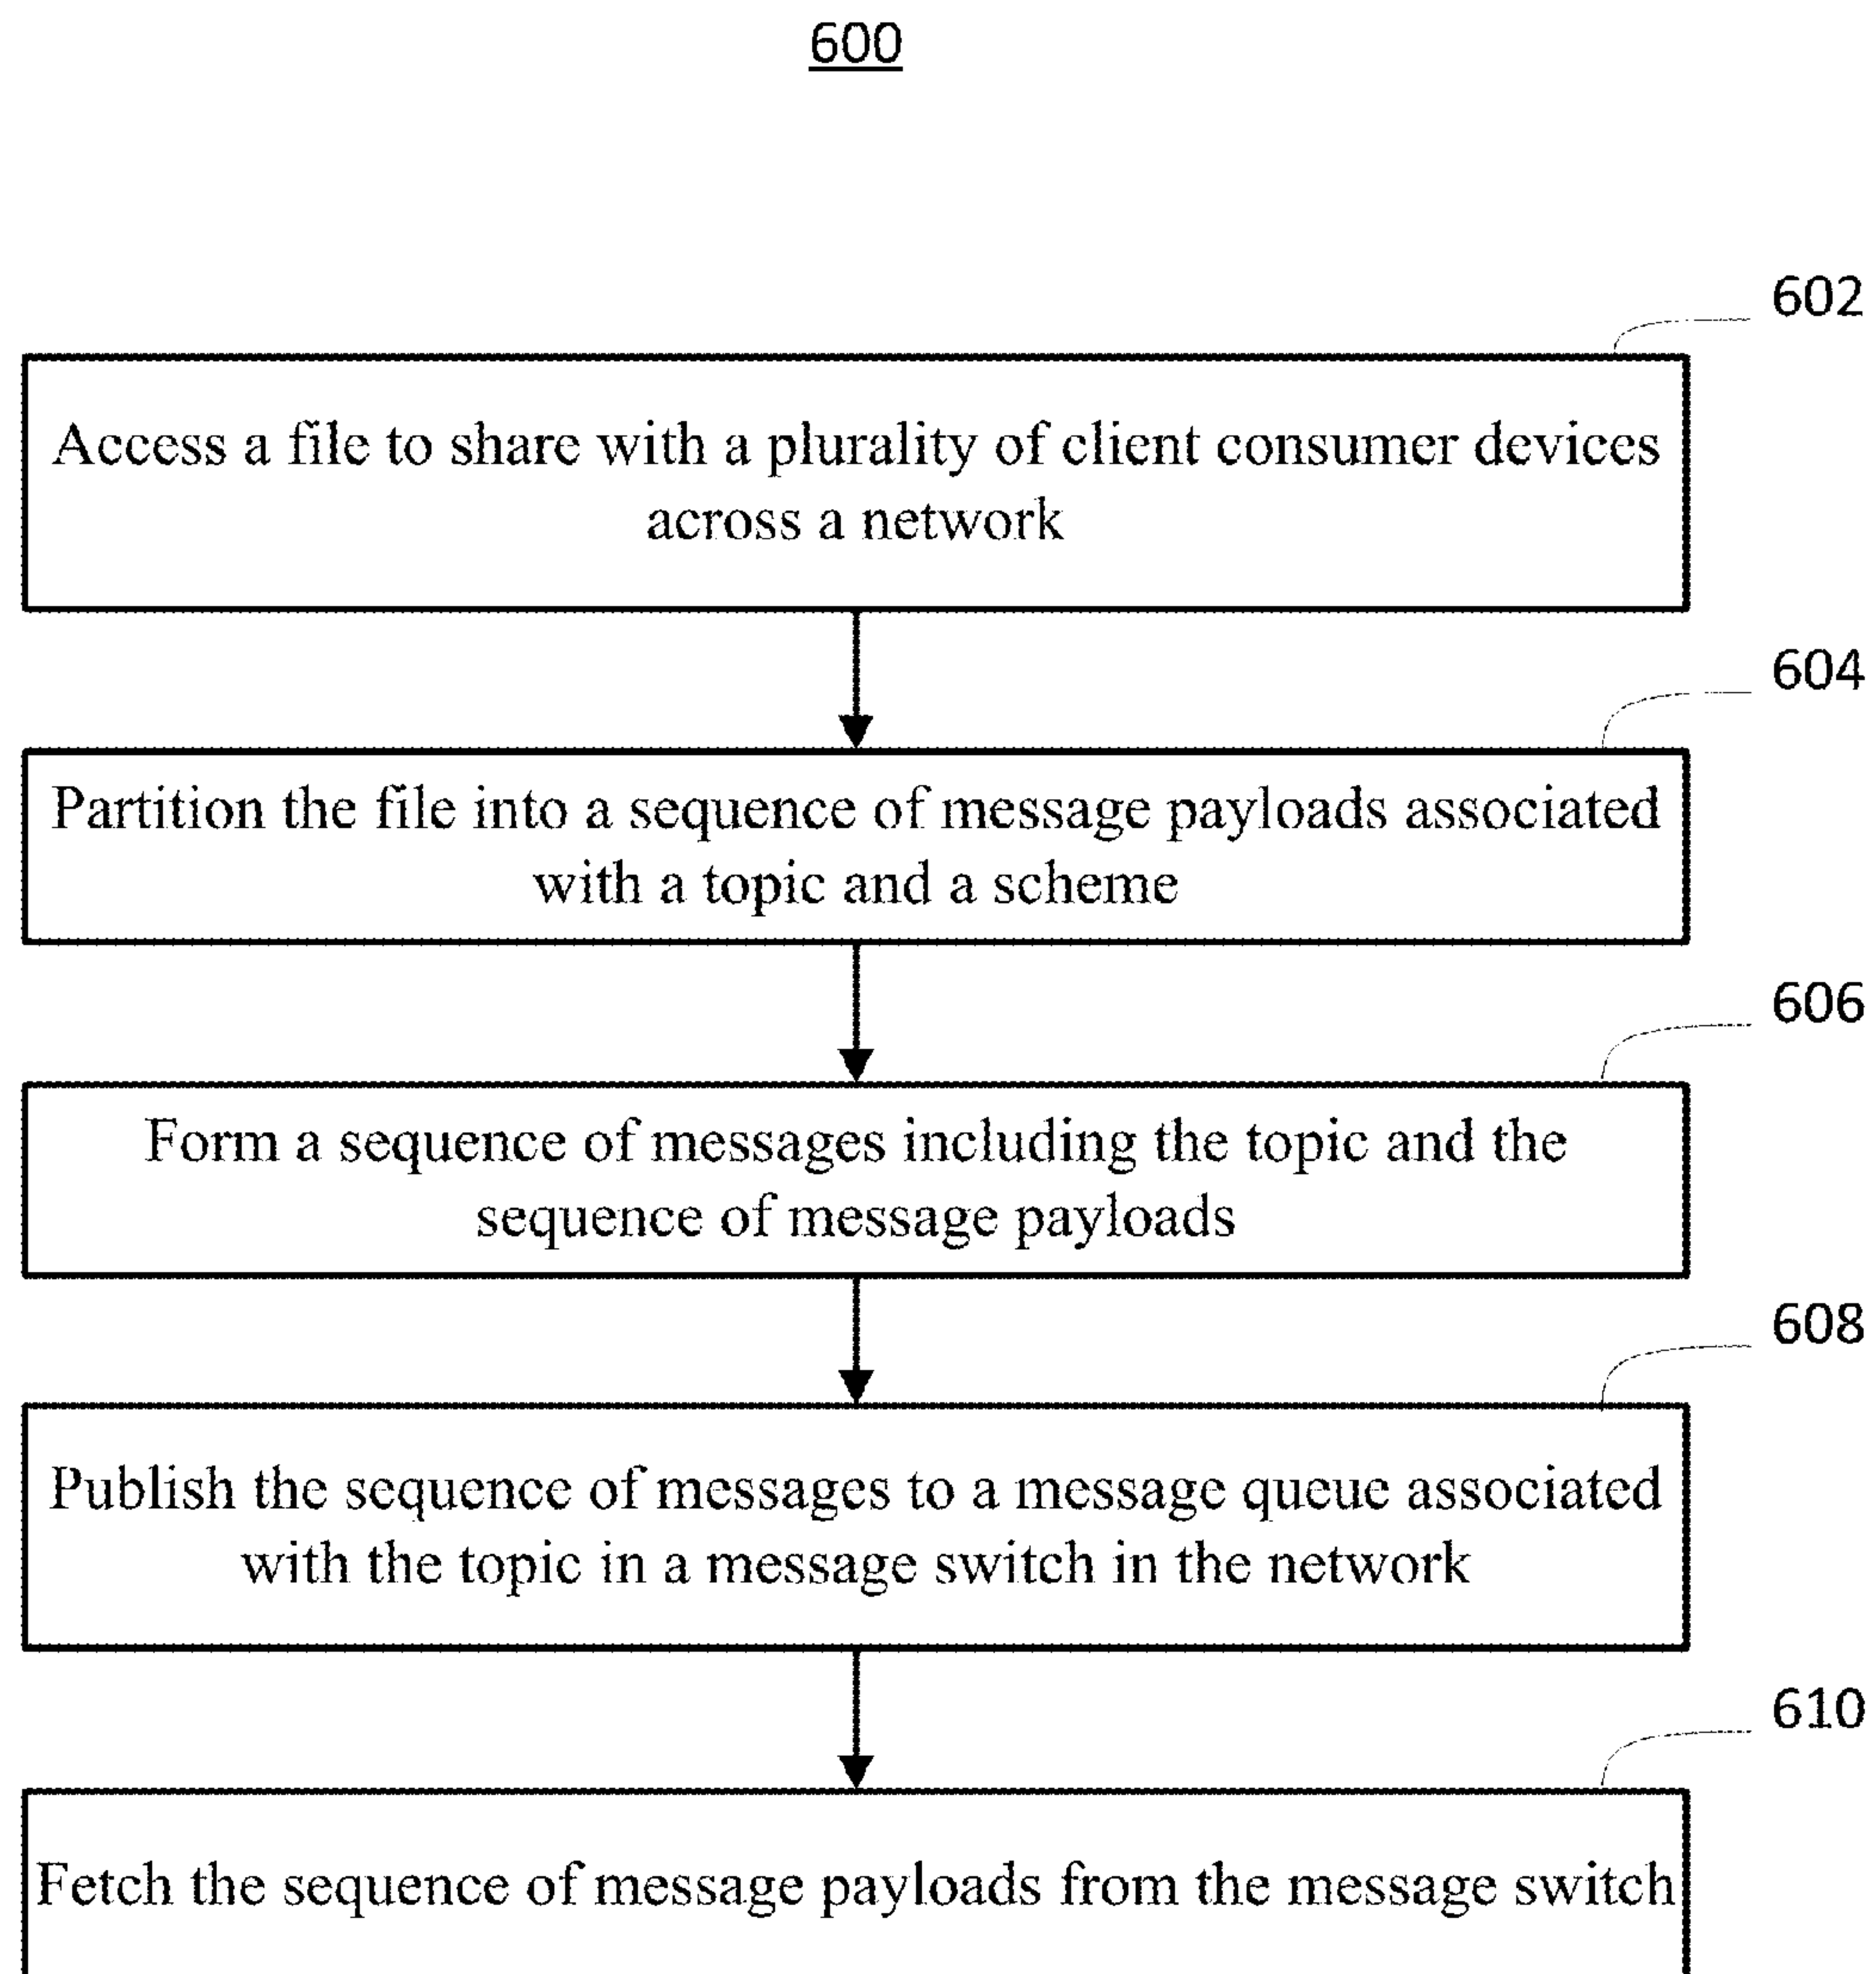 600
602
Access a file to share with a plurality of client consumer devices
across a network
604
Partition the file into a sequence of message payloads associated
with a topic and a scheme
606
Form a sequence of messages including the topic and the
sequence of message payloads
608
Publish the sequence of messages to a message queue associated
with the topic in a message switch in the network
610
Fetch the sequence of message payloads from the message switch